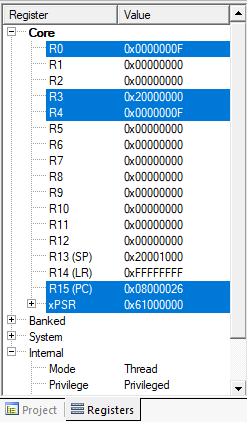 Register Value
Core
R0 0x0000000F
R1 0x00000000
R2 0x00000000
R3 0x20000000
R4 0x0000000F
R5 0x00000000
R6 0x00000000
R7 0x00000000
R8 0x00000000
R9 0x00000000
R10 0x00000000
R11 0x00000000
R12 0x00000000
R13 (SP) 0x20001000
R14 (LR) 0xFFFFFFFF
R15 (PC) 0x08000026
xPSR 0x61000000
Banked
System
Internal
Mode Thread
Privilege Privileged
Project Registers